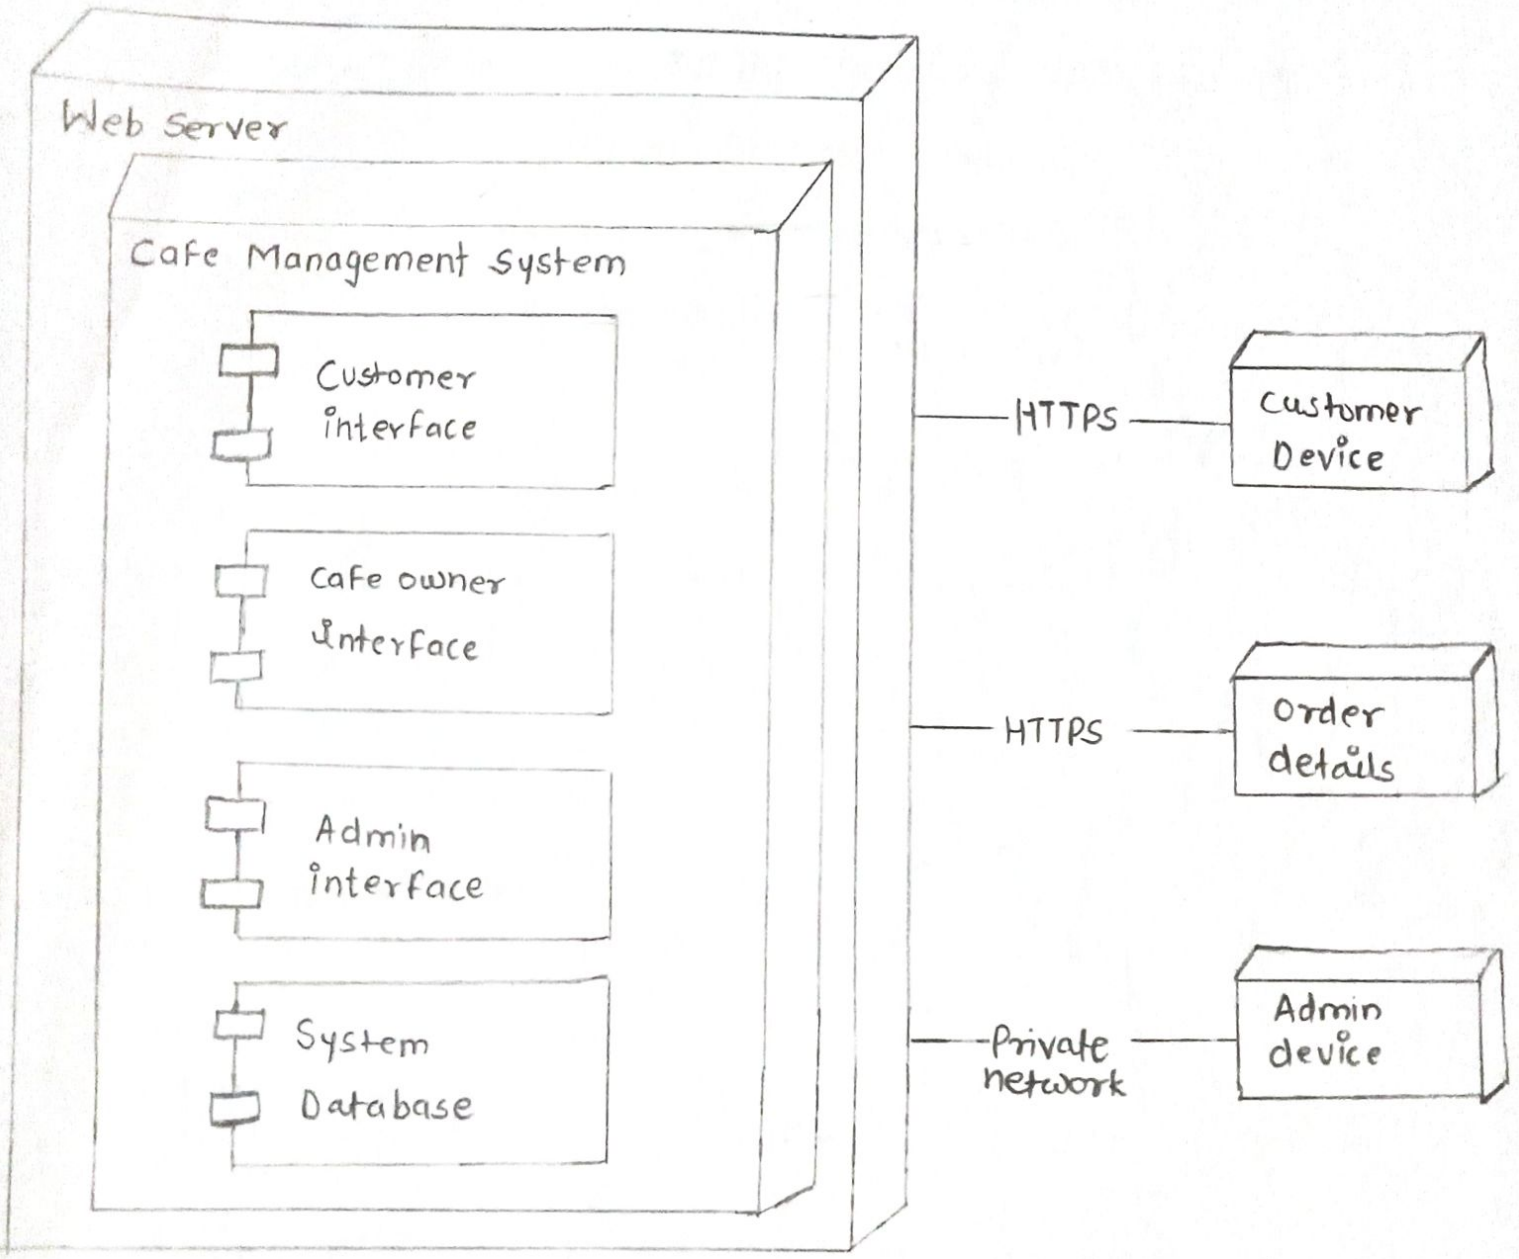 Web Server
Cafe Management System
Customer
interface
HTTPS
Customer
Device
Cafe owner
Interface
HTTPS
Order
details
Admin
interface
Private
network
Admin
device
System
Database